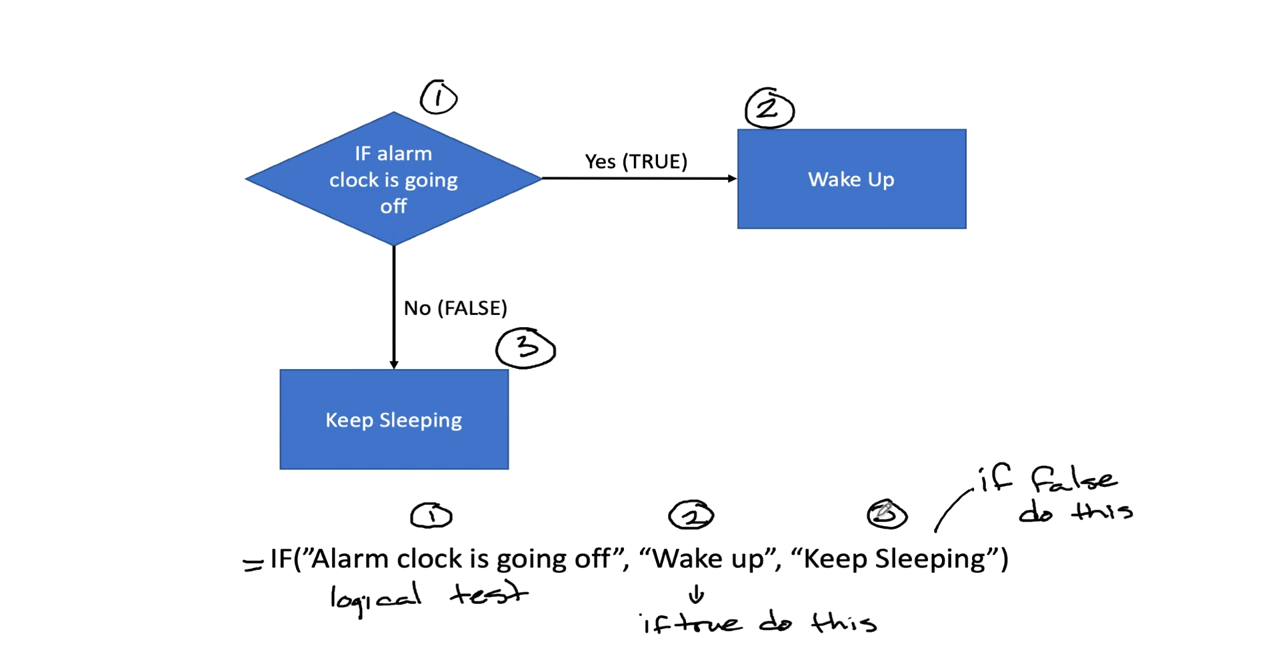 ①
②
IF alarm
clock is going
off
Yes (TRUE)
Wake Up
No (FALSE)
③
Keep Sleeping
if false
do this
① ② ③
=IF(”Alarm clock is going off”, “Wake up”, “Keep Sleeping”)
logical test
↓
if true do this